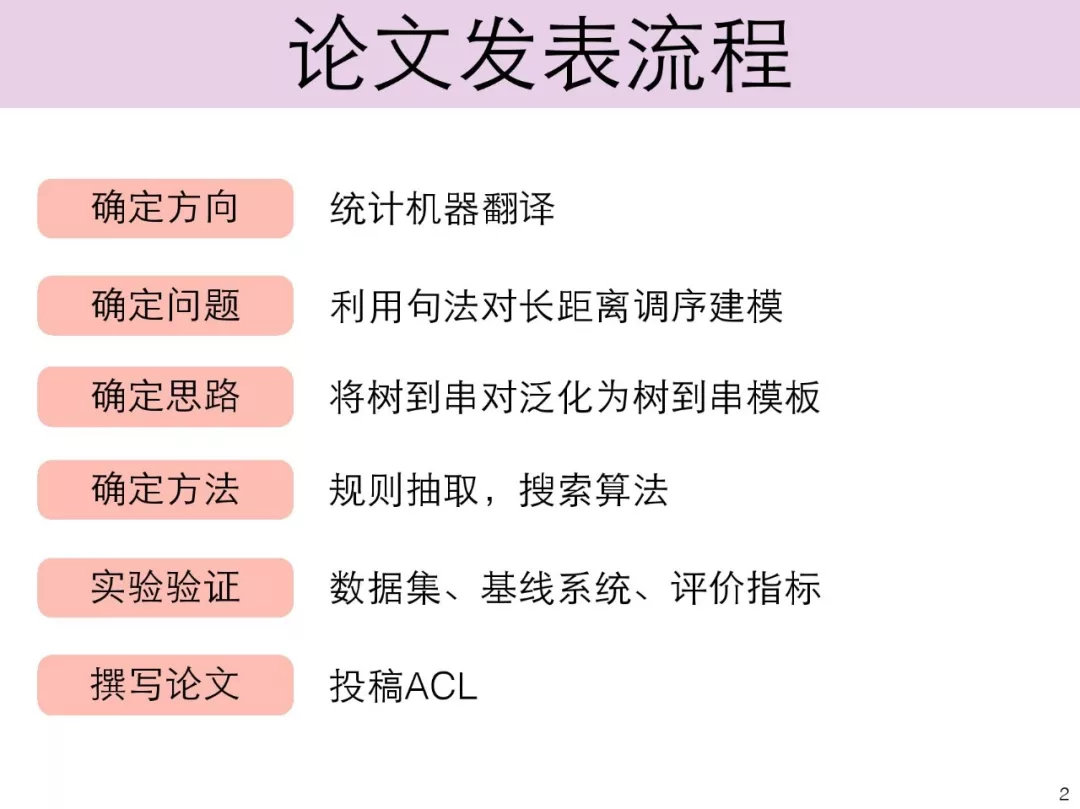 论文发表流程
确定方向 统计机器翻译
确定问题 利用句法对长距离调序建模
确定思路 将树到串对泛化为树到串模板
确定方法 规则抽取，搜索算法
实验验证 数据集、基线系统、评价指标
撰写论文 投稿ACL
2